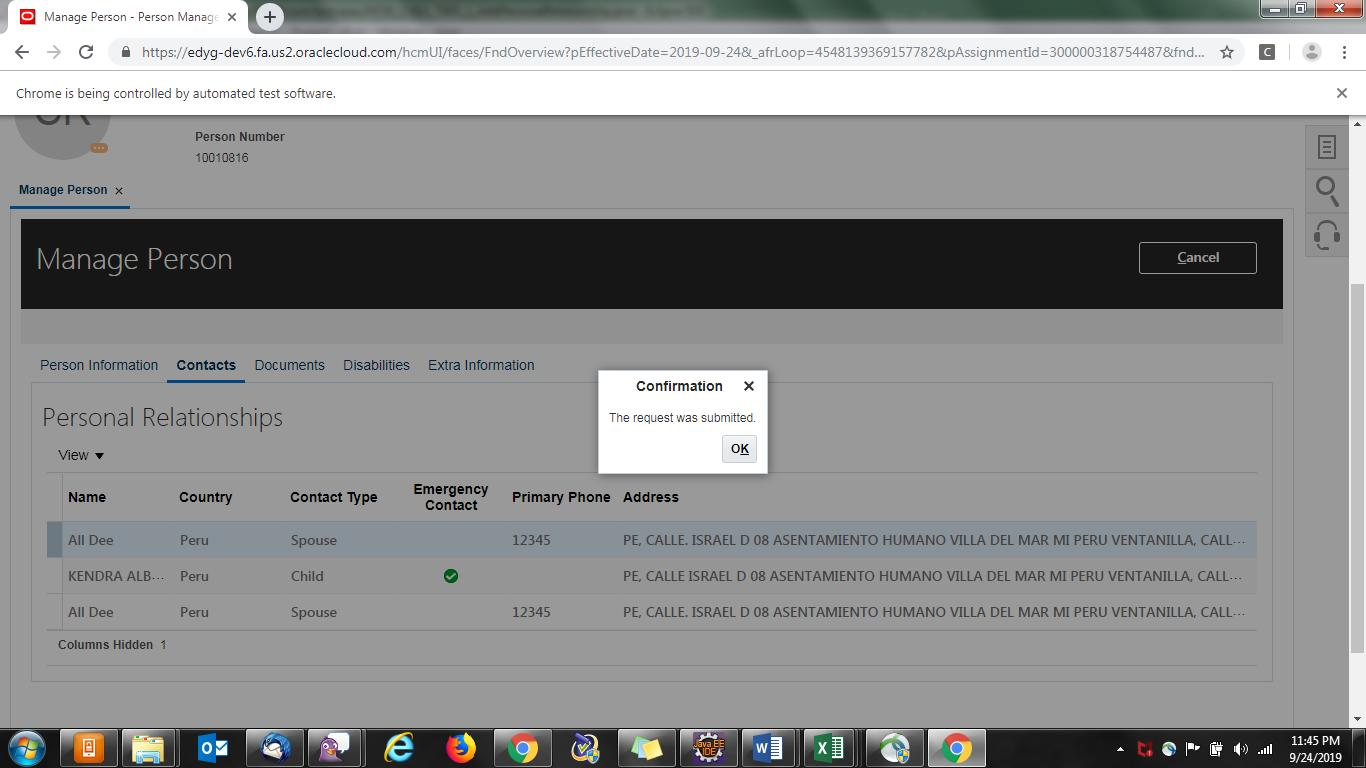 Manage Person - Person Manage
https://edyg-dev6.fa.us2.oraclecloud.com/hcmUI/faces/FndOverview?pEffectiveDate=2019-09-24&_afrLoop=4548139369157782&pAssignmentId=300000318754487&fnd...
C
Chrome is being controlled by automated test software.
Person Number
10010816
Manage Person
Manage Person
Cancel
Person Information Contacts Documents Disabilities Extra Information
Confirmation
The request was submitted.
OK
Personal Relationships
View
Name Country Contact Type Emergency Contact Primary Phone Address
All Dee Peru Spouse 12345 PE, CALLE. ISRAEL D 08 ASENTAMIENTO HUMANO VILLA DEL MAR MI PERU VENTANILLA, CALL...
KENDRA ALB... Peru Child PE, CALLE ISRAEL D 08 ASENTAMIENTO HUMANO VILLA DEL MAR MI PERU VENTANILLA, CALL...
All Dee Peru Spouse 12345 PE, CALLE. ISRAEL D 08 ASENTAMIENTO HUMANO VILLA DEL MAR MI PERU VENTANILLA, CALL...
Columns Hidden 1
Java EE
IDE
11:45 PM
9/24/2019